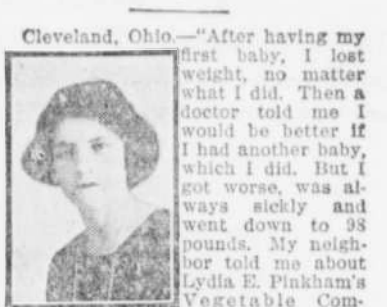 Cleveland, Ohio.—"After having my
first baby, I lost
weight, no matter
what I did. Then a
doctor told me I
would be better if
I had another baby,
which I did. But I
got worse, was al-
ways sickly and
went down to 98
pounds. My neigh-
bor told me about
Lydia E. Pinkham's
Vegetable Com-